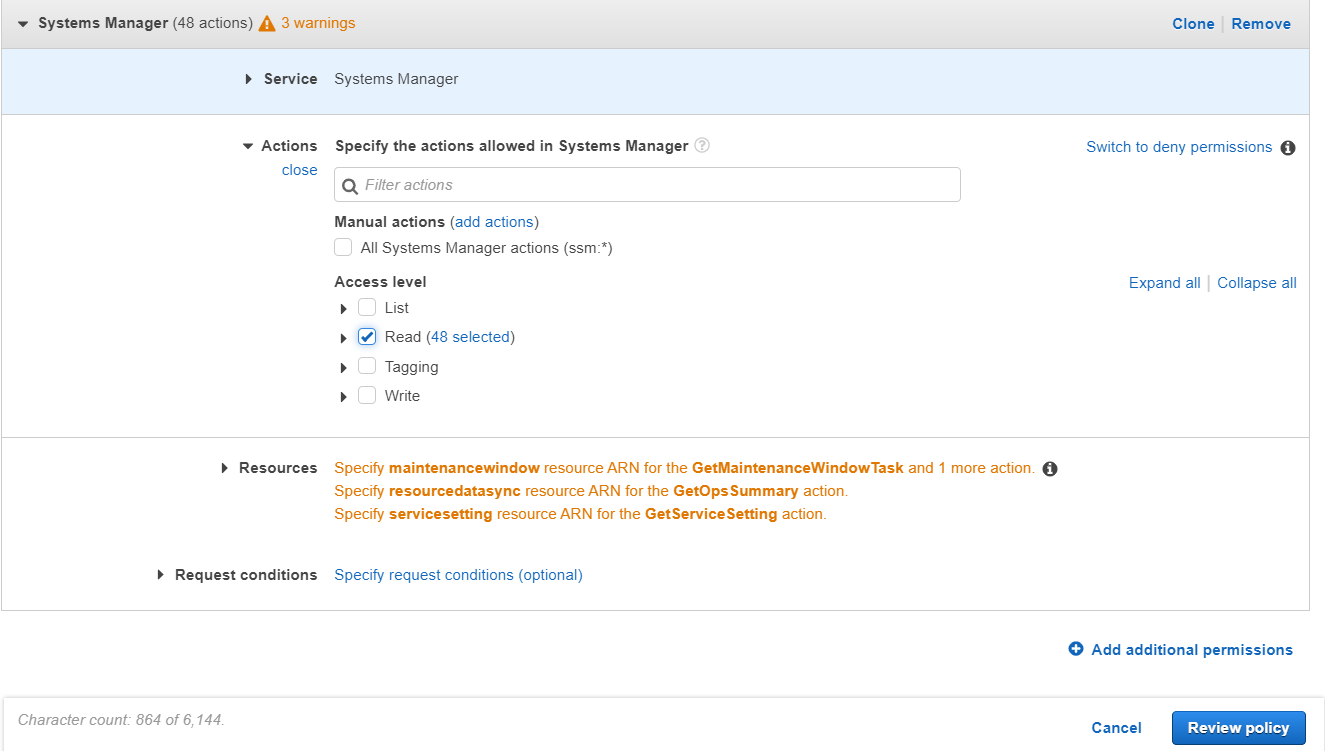 Systems Manager (48 actions) 3 warnings Clone Remove
Service Systems Manager
Actions Specify the actions allowed in Systems Manager ? Switch to deny permissions i
close
Filter actions
Manual actions (add actions)
All Systems Manager actions (ssm:*)
Access level Expand all Collapse all
List
Read (48 selected)
Tagging
Write
Resources Specify maintenancewindow resource ARN for the GetMaintenanceWindowTask and 1 more action. i
Specify resourcedatasync resource ARN for the GetOpsSummary action.
Specify servicesetting resource ARN for the GetServiceSetting action.
Request conditions Specify request conditions (optional)
Add additional permissions
Character count: 864 of 6,144.
Cancel Review policy